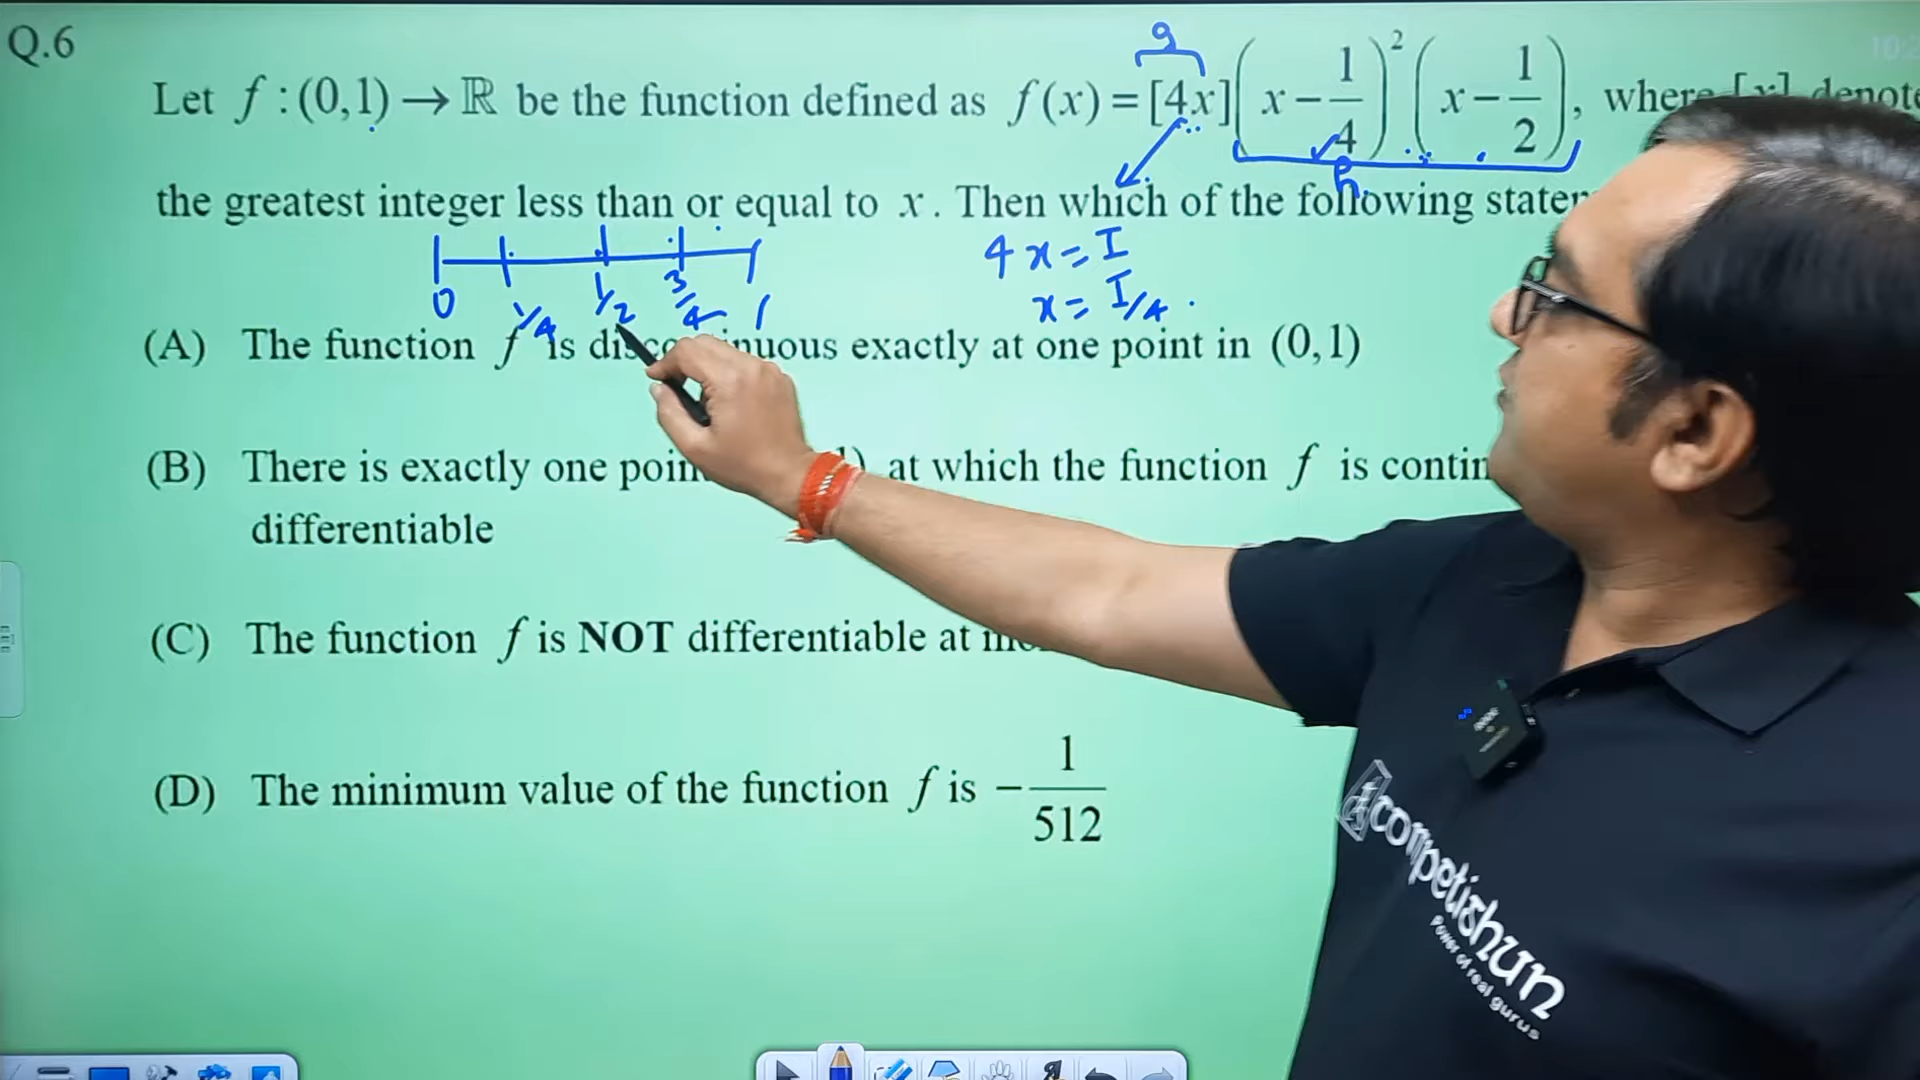 Q.6
g
Let f : (0,1) → ℝ be the function defined as f(x) = [4x](x − 1/4)²(x − 1/2), where [x] denote
h
the greatest integer less than or equal to x. Then which of the following
0 1/4 1/2 3/4 1
4x = I
x = I/4
(A) The function f is discontinuous exactly at one point in (0,1)
(B) There is exactly one at which the function f is
differentiable
(C) The function f is NOT differentiable at
(D) The minimum value of the function f is − 1/512
competishun
Power of real gurus